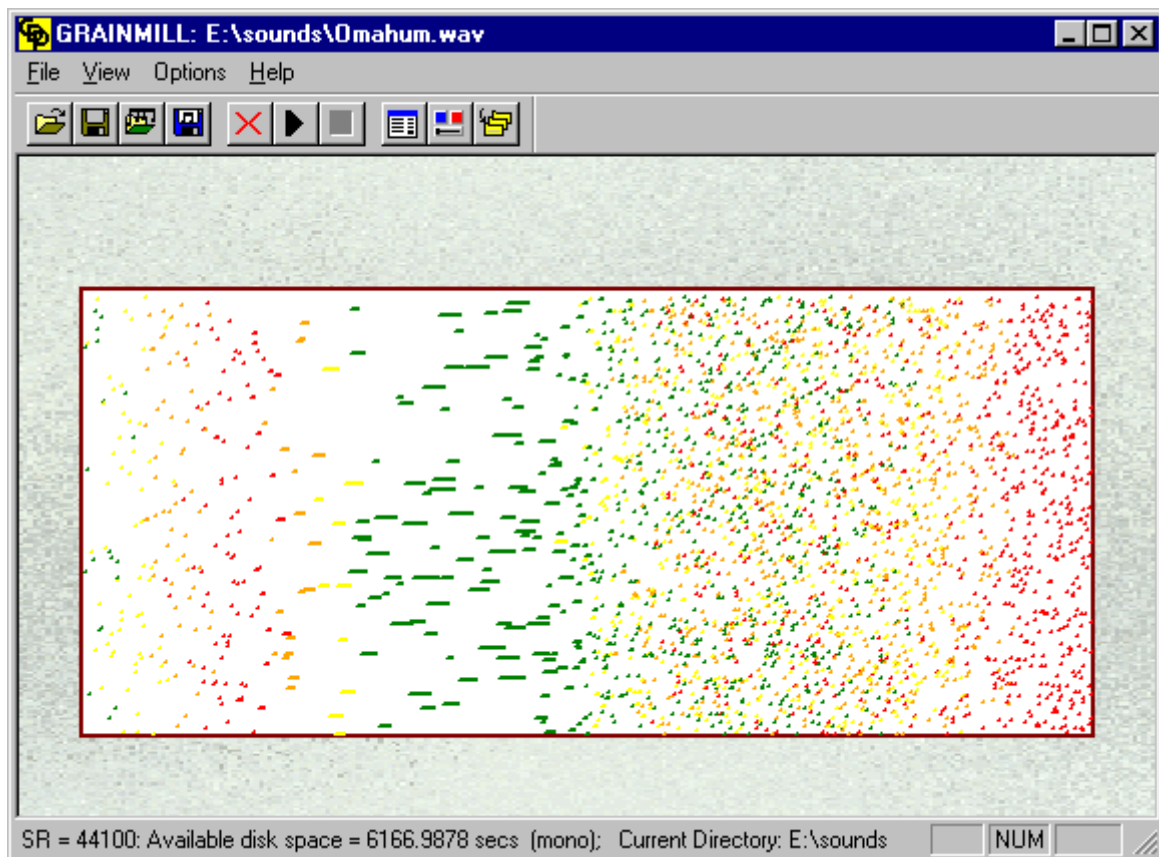 CDP GRAINMILL: E:\sounds\Omahum.wav
File View Options Help
SR = 44100: Available disk space = 6166.9878 secs (mono); Current Directory: E:\sounds NUM